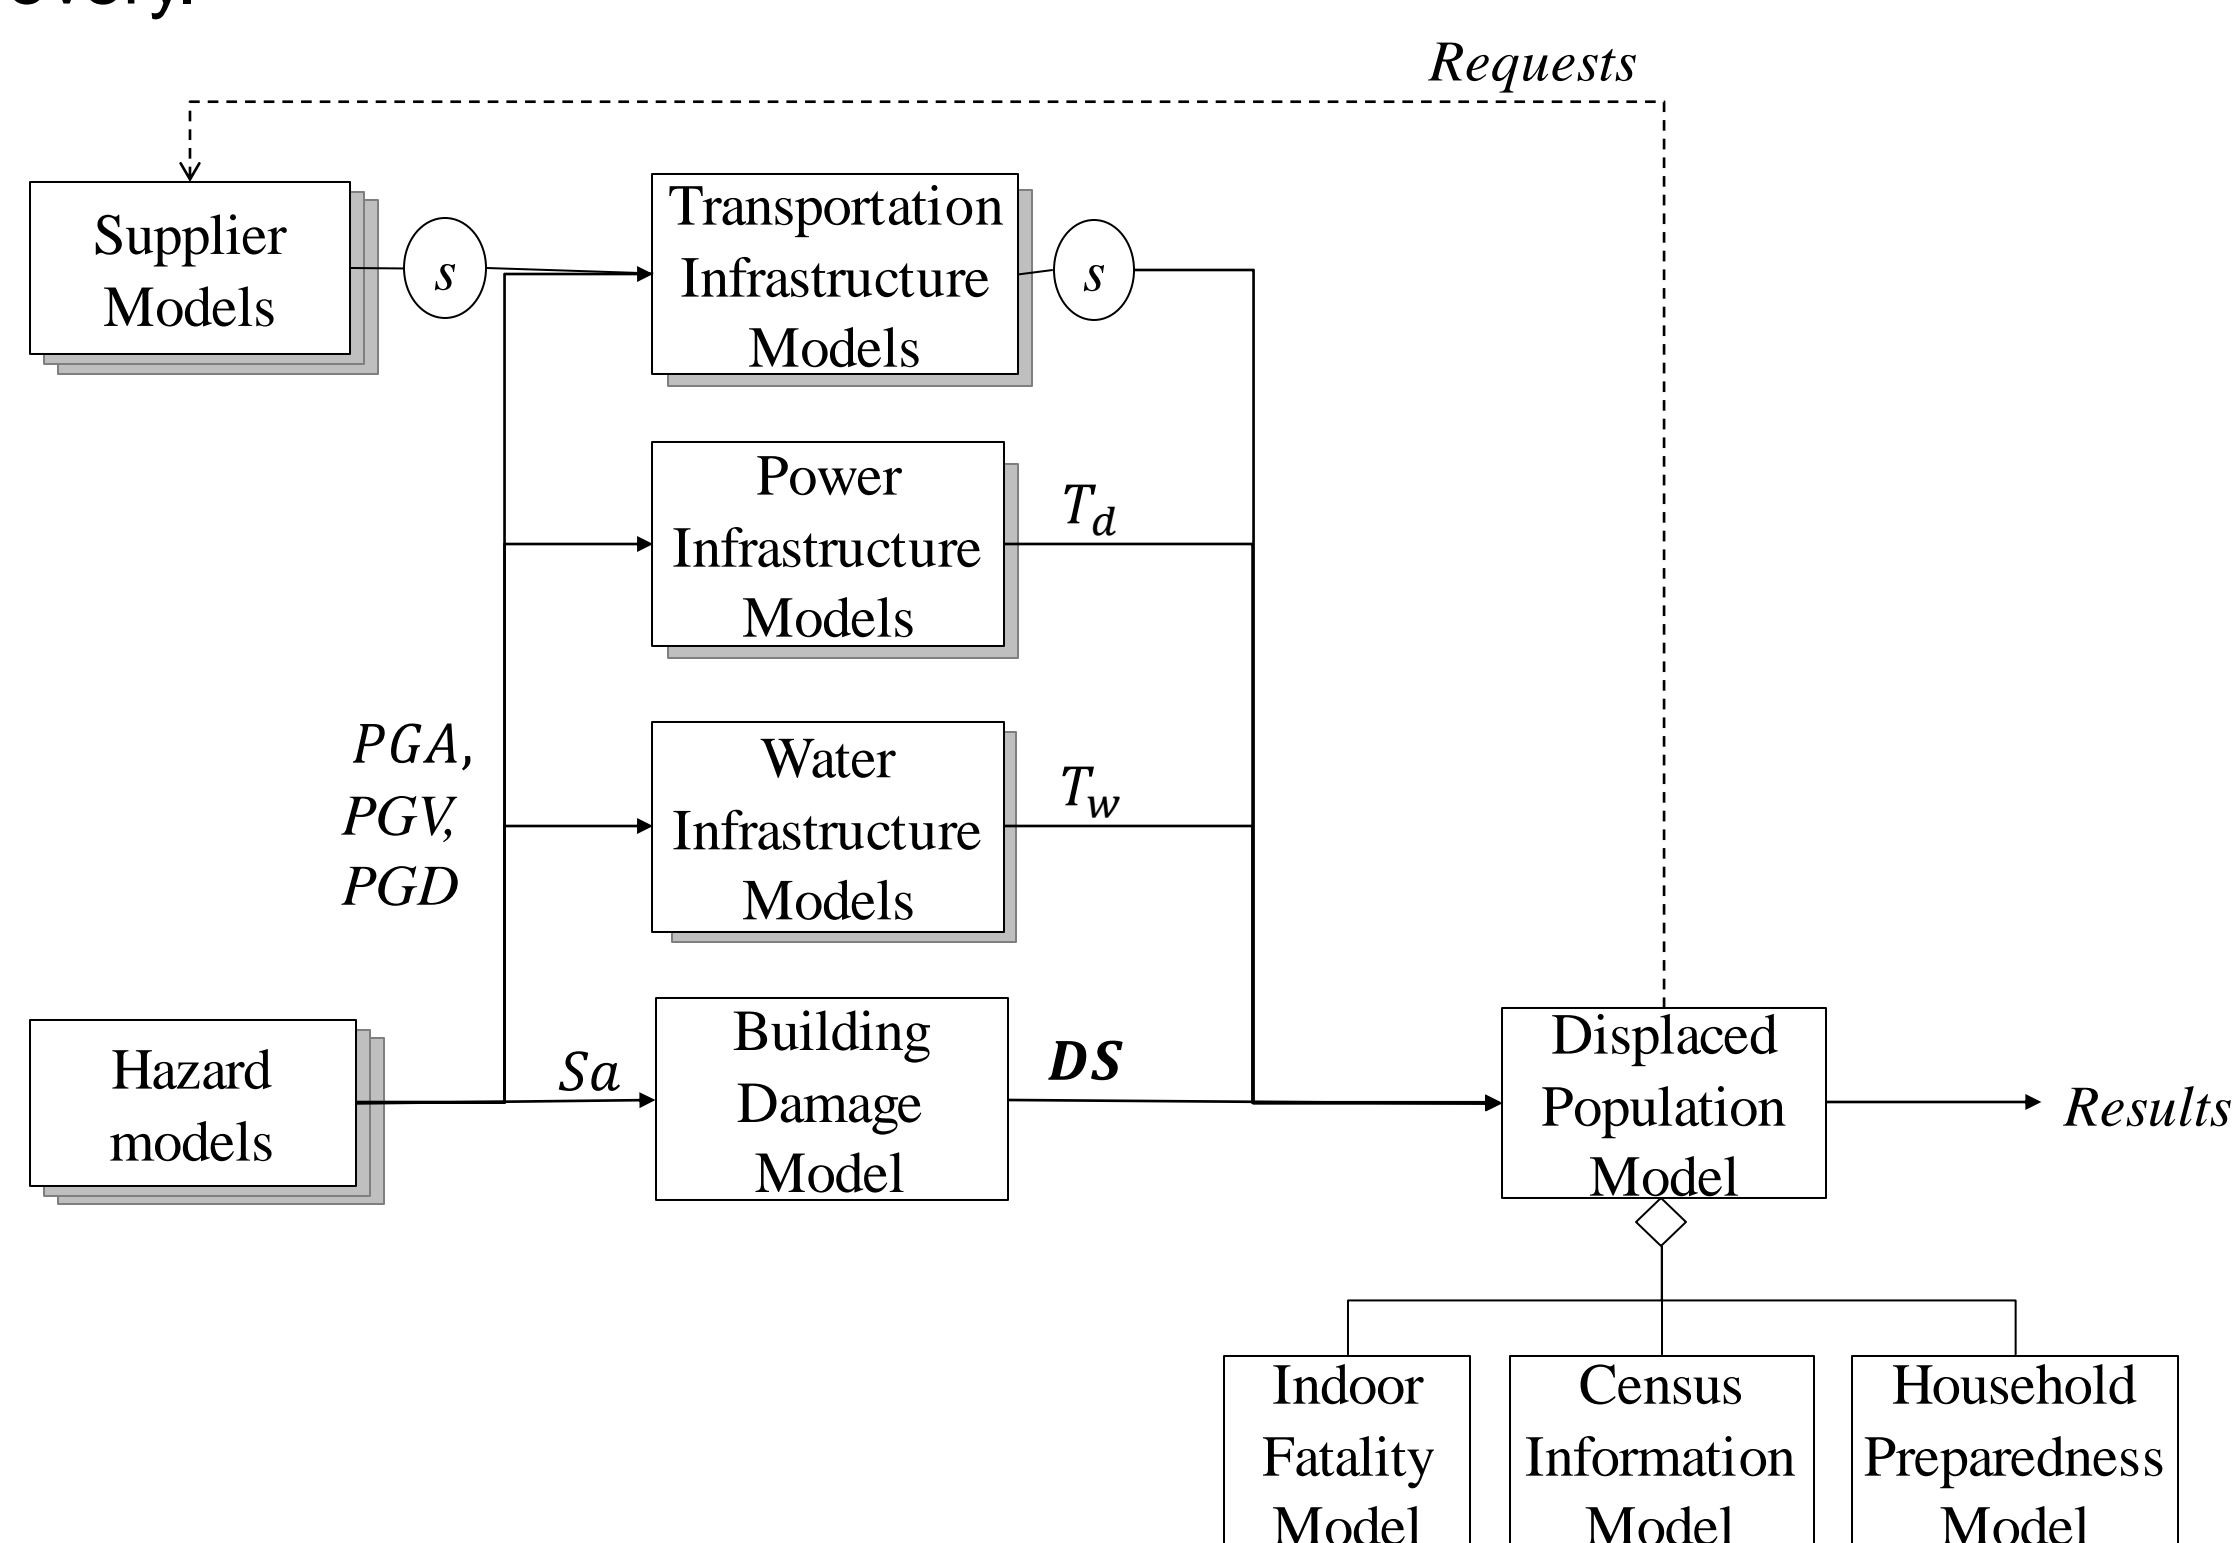 overy.
Requests
Supplier
Models
s
Transportation
Infrastructure
Models
s
Power
Infrastructure
Models
T_d
PGA,
PGV,
PGD
Water
Infrastructure
Models
T_w
Hazard
models
Sa
Building
Damage
Model
DS
Displaced
Population
Model
Results
Indoor
Fatality
Model
Census
Information
Model
Household
Preparedness
Model